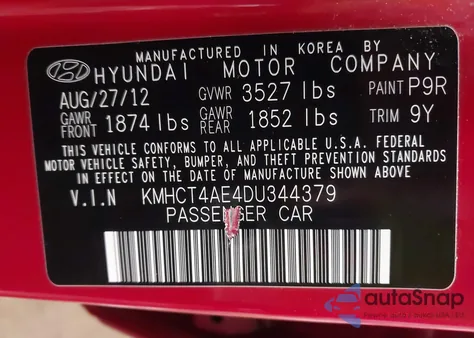 MANUFACTURED IN KOREA BY
HYUNDAI MOTOR COMPANY
AUG/27/12 GVWR 3527 lbs PAINT P9R
GAWR FRONT 1874 lbs GAWR REAR 1852 lbs TRIM 9Y
THIS VEHICLE CONFORMS TO ALL APPLICABLE U.S.A. FEDERAL
MOTOR VEHICLE SAFETY, BUMPER, AND THEFT PREVENTION
STANDARDS IN EFFECT ON THE DATE OF MANUFACTURE SHOWN ABOVE.
V.I.N KMHCT4AE4DU344379
PASSENGER CAR
autoSnap